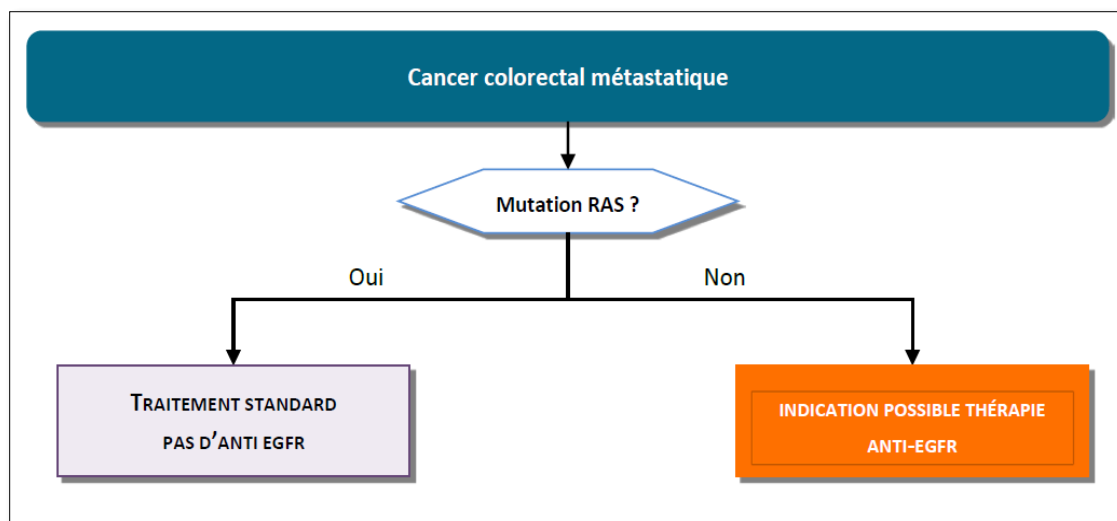 Cancer colorectal métastatique
Mutation RAS ?
Oui
Non
TRAITEMENT STANDARD
PAS D'ANTI EGFR
INDICATION POSSIBLE THÉRAPIE
ANTI-EGFR